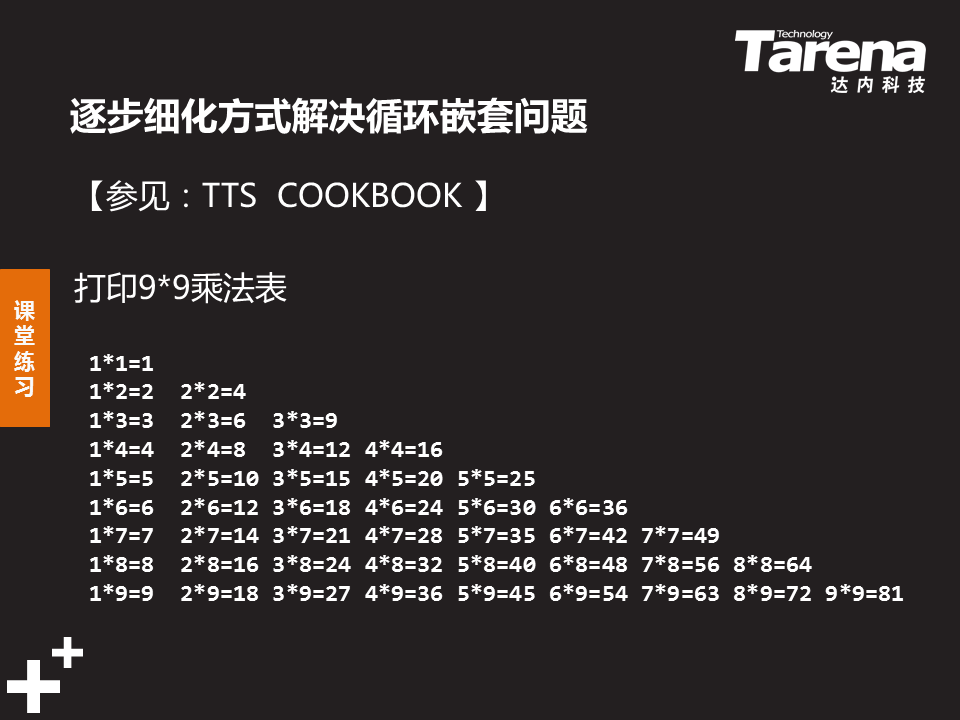 Technology
Tarena
达内科技
逐步细化方式解决循环嵌套问题
【参见：TTS COOKBOOK 】
打印9*9乘法表
课堂练习
1*1=1
1*2=2 2*2=4
1*3=3 2*3=6 3*3=9
1*4=4 2*4=8 3*4=12 4*4=16
1*5=5 2*5=10 3*5=15 4*5=20 5*5=25
1*6=6 2*6=12 3*6=18 4*6=24 5*6=30 6*6=36
1*7=7 2*7=14 3*7=21 4*7=28 5*7=35 6*7=42 7*7=49
1*8=8 2*8=16 3*8=24 4*8=32 5*8=40 6*8=48 7*8=56 8*8=64
1*9=9 2*9=18 3*9=27 4*9=36 5*9=45 6*9=54 7*9=63 8*9=72 9*9=81